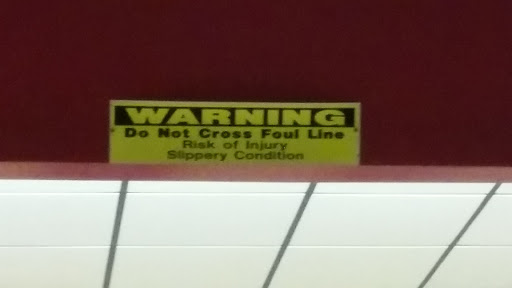 WARNING
Do Not Cross Foul Line
Risk of Injury
Slippery Condition